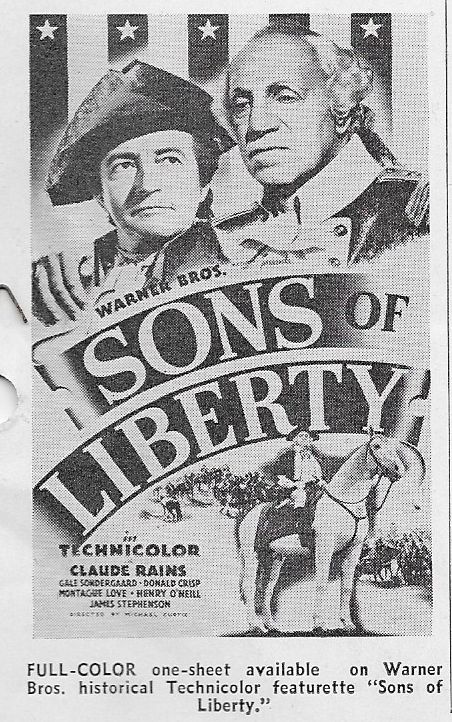 WARNER BROS.
SONS OF
LIBERTY
in
TECHNICOLOR
CLAUDE RAINS
GALE SONDERGAARD · DONALD CRISP
MONTAGUE LOVE · HENRY O'NEILL
JAMES STEPHENSON
DIRECTED BY MICHAEL CURTIZ
FULL-COLOR one-sheet available on Warner
Bros. historical Technicolor featurette "Sons of
Liberty."